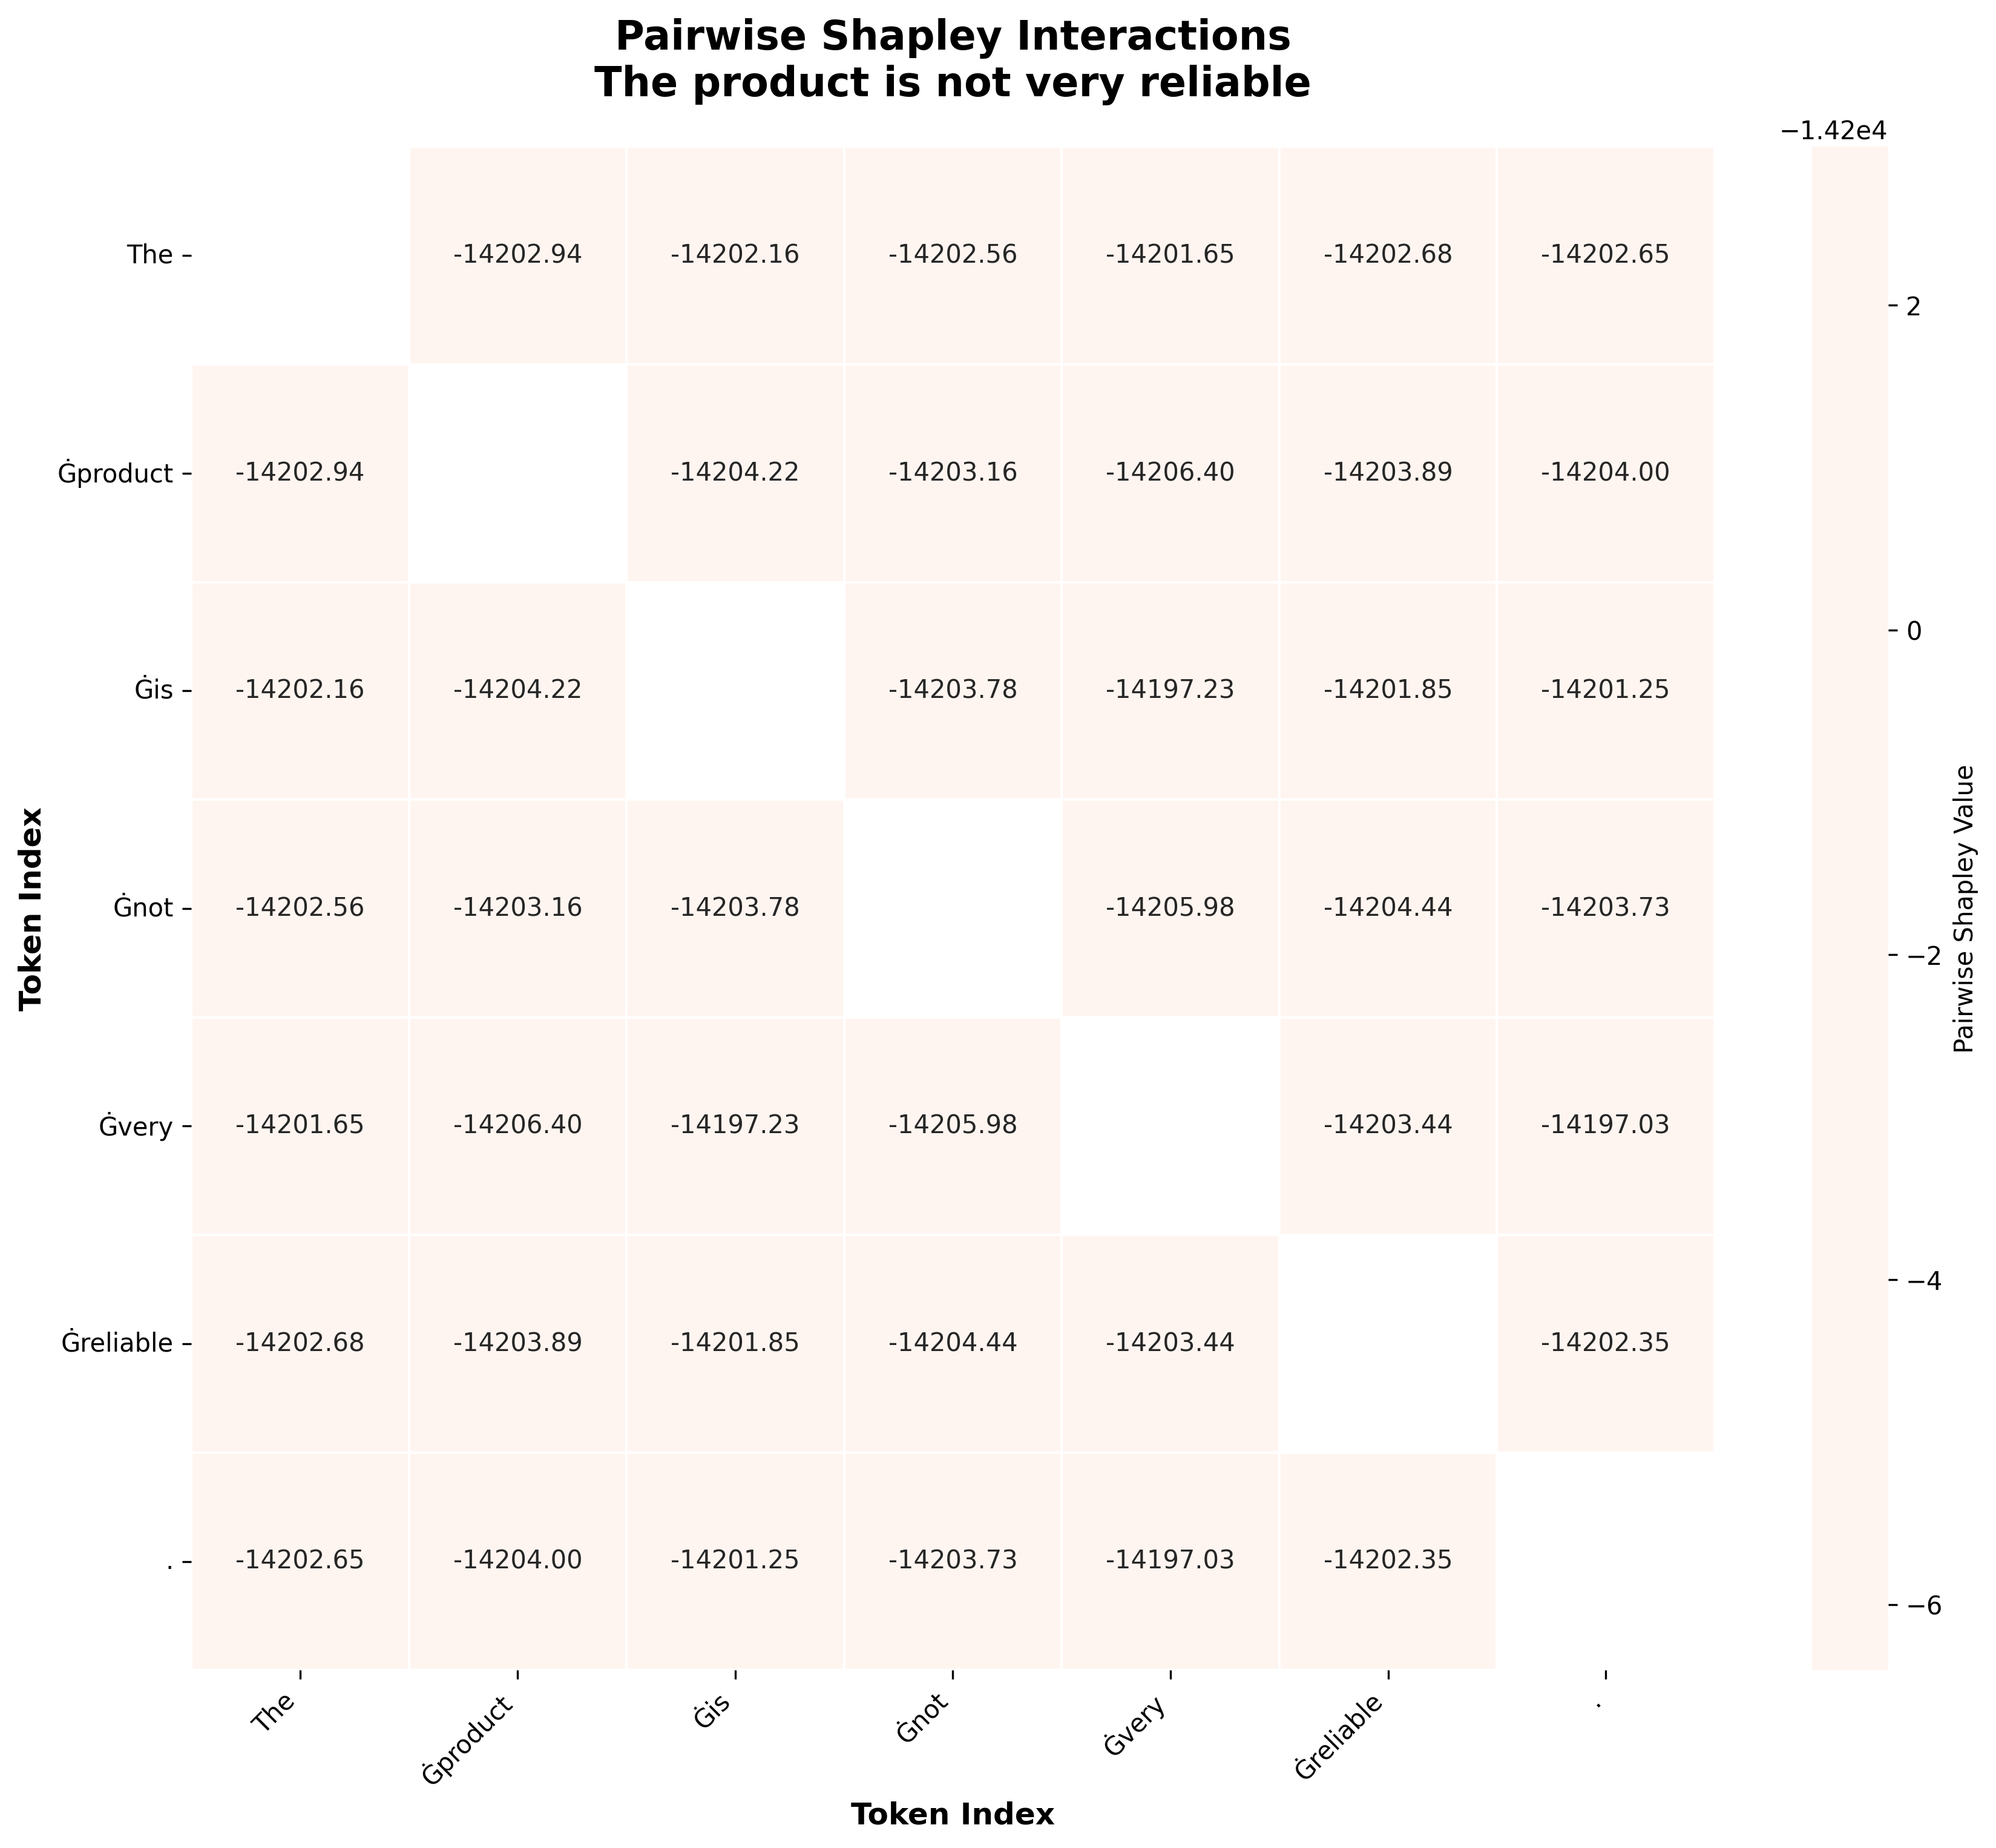 Pairwise Shapley Interactions
The product is not very reliable
−1.42e4
The -14202.94 -14202.16 -14202.56 -14201.65 -14202.68 -14202.65
2
Ġproduct -14202.94 -14204.22 -14203.16 -14206.40 -14203.89 -14204.00
0
Ġis -14202.16 -14204.22 -14203.78 -14197.23 -14201.85 -14201.25
Token Index
Pairwise Shapley Value
Ġnot -14202.56 -14203.16 -14203.78 -14205.98 -14204.44 -14203.73
−2
Ġvery -14201.65 -14206.40 -14197.23 -14205.98 -14203.44 -14197.03
−4
Ġreliable -14202.68 -14203.89 -14201.85 -14204.44 -14203.44 -14202.35
. -14202.65 -14204.00 -14201.25 -14203.73 -14197.03 -14202.35
−6
The Ġproduct Ġis Ġnot Ġvery Ġreliable .
Token Index